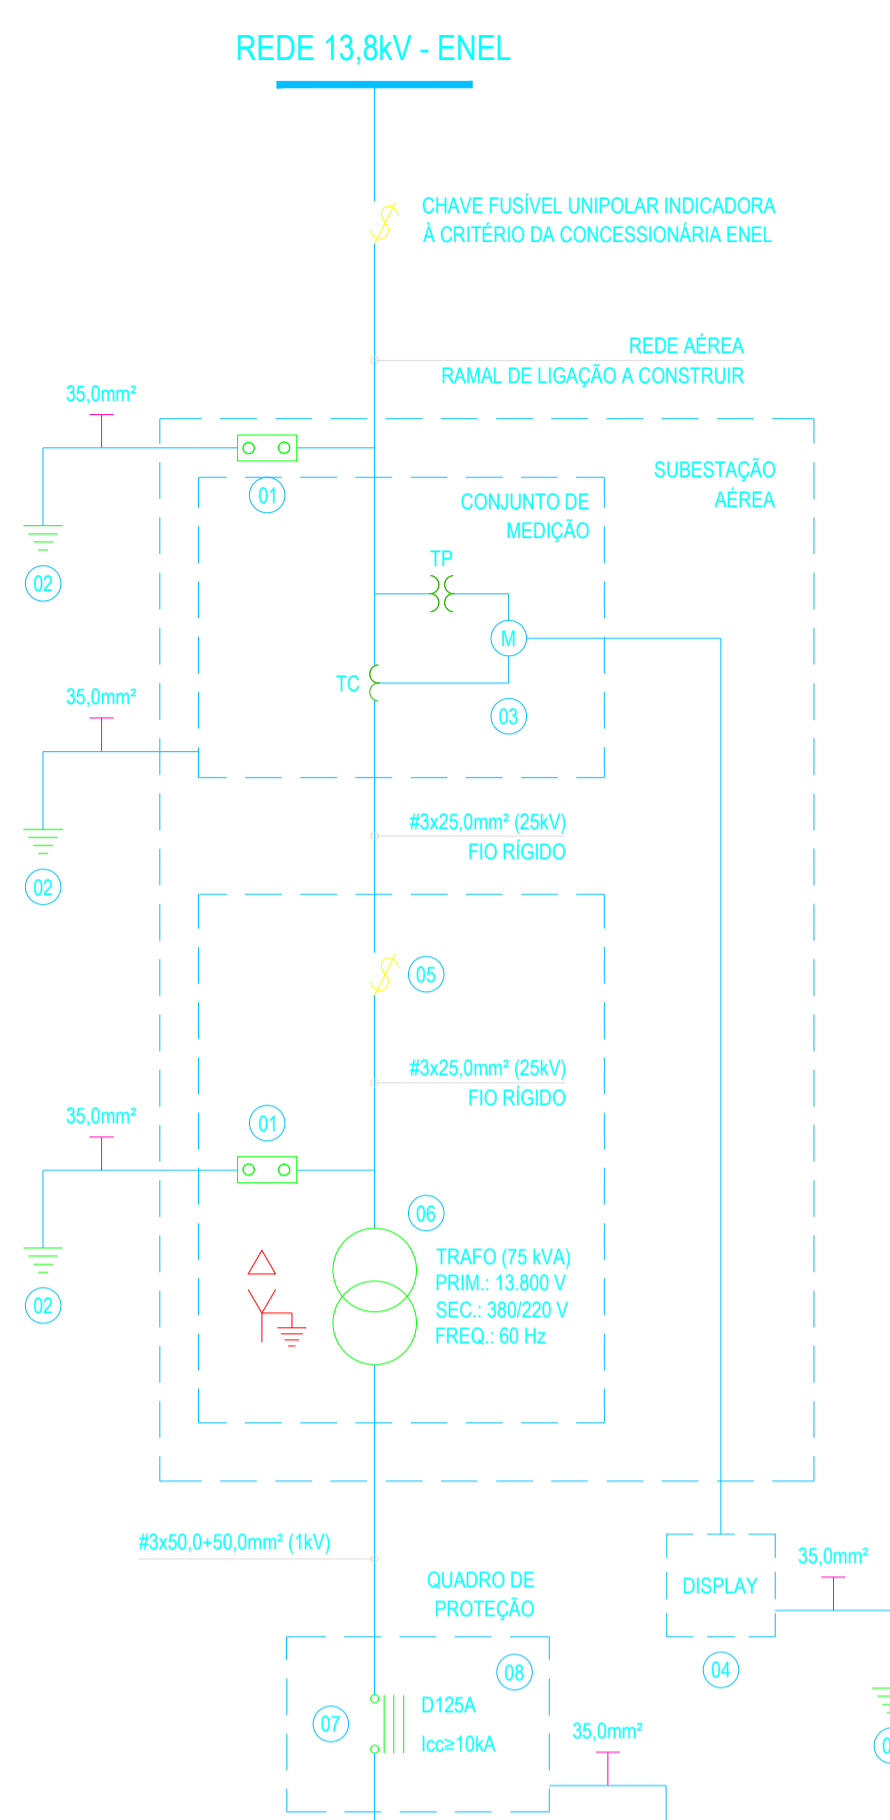 REDE 13,8kV - ENEL
CHAVE FUSÍVEL UNIPOLAR INDICADORA
À CRITÉRIO DA CONCESSIONÁRIA ENEL
REDE AÉREA
RAMAL DE LIGAÇÃO A CONSTRUIR
35,0mm²
SUBESTAÇÃO
AÉREA
01
CONJUNTO DE
MEDIÇÃO
TP
02
M
TC
35,0mm²
03
#3x25,0mm² (25kV)
FIO RÍGIDO
02
05
#3x25,0mm² (25kV)
FIO RÍGIDO
35,0mm²
01
06
TRAFO (75 kVA)
PRIM.: 13.800 V
SEC.: 380/220 V
FREQ.: 60 Hz
02
#3x50,0+50,0mm² (1kV)
35,0mm²
QUADRO DE
PROTEÇÃO
DISPLAY
08
04
D125A
07
Icc≥10kA
35,0mm²